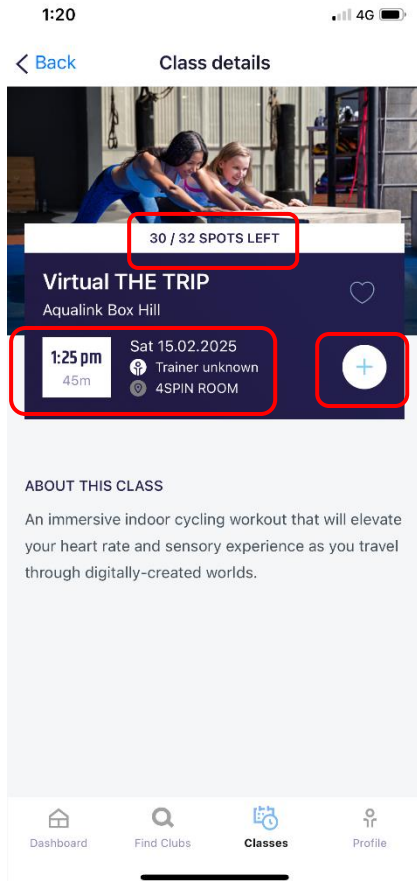 1:20
4G
Back
Class details
30 / 32 SPOTS LEFT
Virtual THE TRIP
Aqualink Box Hill
1:25 pm
45m
Sat 15.02.2025
Trainer unknown
4SPIN ROOM
ABOUT THIS CLASS
An immersive indoor cycling workout that will elevate
your heart rate and sensory experience as you travel
through digitally-created worlds.
Dashboard
Find Clubs
Classes
Profile